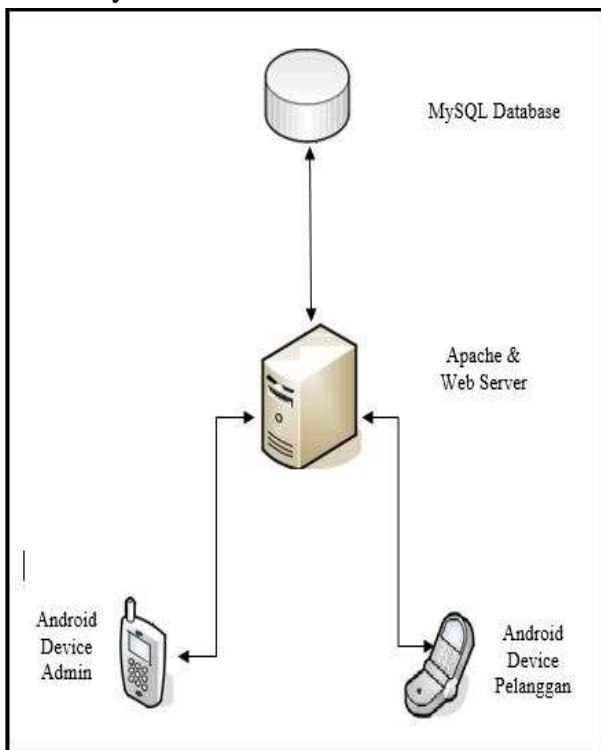 MySQL Database
Apache &
Web Server
Android
Device
Admin
Android
Device
Pelanggan